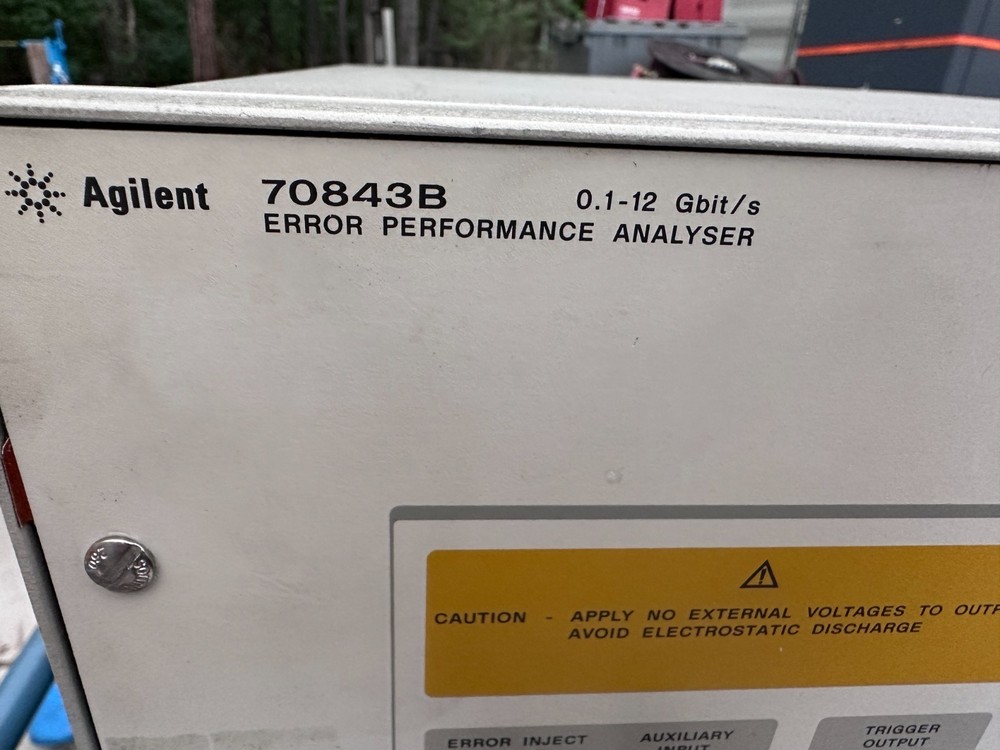 Agilent 70843B 0.1-12 Gbit/s
ERROR PERFORMANCE ANALYSER
CAUTION - APPLY NO EXTERNAL VOLTAGES TO
AVOID ELECTROSTATIC DISCHARGE
ERROR INJECT AUXILIARY TRIGGER
INPUT OUTPUT